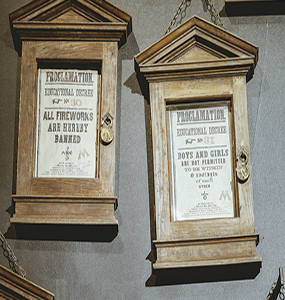 PROCLAMATION.
EDUCATIONAL DECREE
No 30
ALL FIREWORKS
ARE HEREBY
BANNED
PROCLAMATION.
EDUCATIONAL DECREE
No 31
BOYS AND GIRLS
ARE NOT PERMITTED
TO BE WITHIN
8 INCHES
of each
OTHER